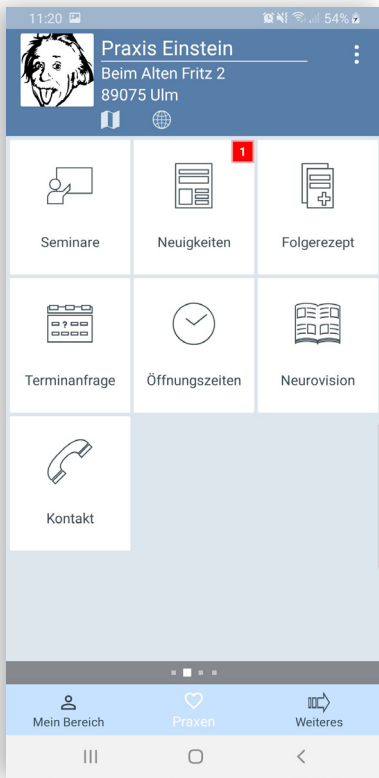 11:20
54%
Praxis Einstein
Beim Alten Fritz 2
89075 Ulm
1
Seminare
Neuigkeiten
Folgerezept
Terminanfrage
Öffnungszeiten
Neurovision
Kontakt
Mein Bereich
Praxen
Weiteres